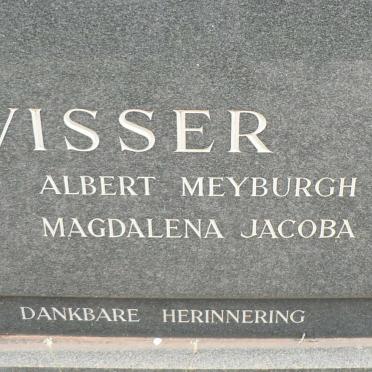 VISSER
ALBERT MEYBURGH
MAGDALENA JACOBA
DANKBARE HERINNERING